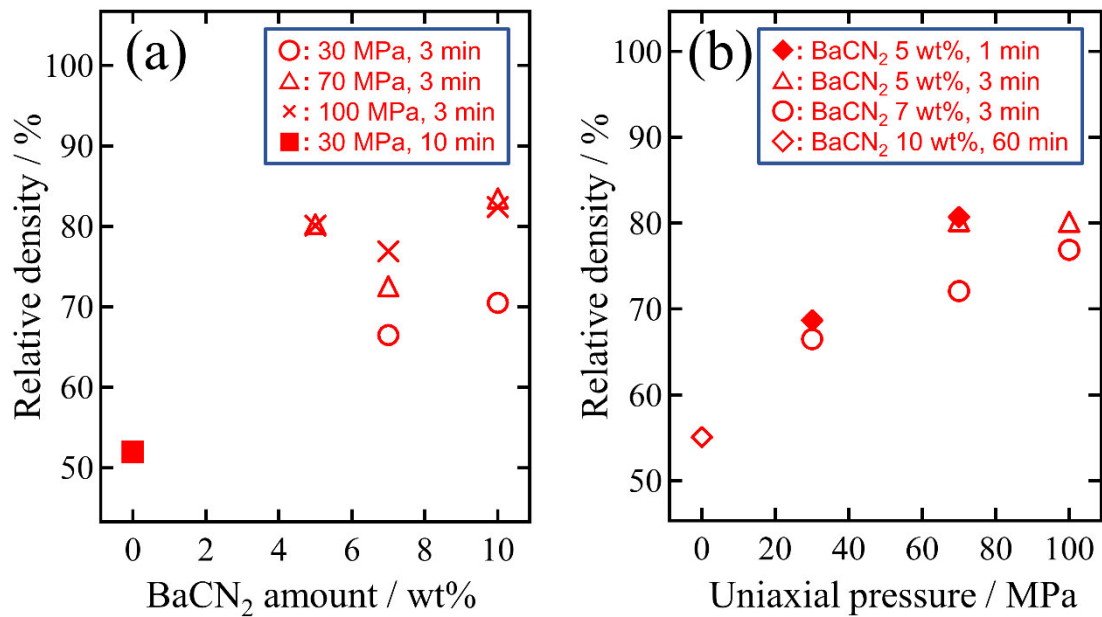 (a)
○: 30 MPa, 3 min
△: 70 MPa, 3 min
×: 100 MPa, 3 min
■: 30 MPa, 10 min
Relative density / %
100
90
80
70
60
50
0 2 4 6 8 10
BaCN₂ amount / wt%
(b)
◆: BaCN₂ 5 wt%, 1 min
△: BaCN₂ 5 wt%, 3 min
○: BaCN₂ 7 wt%, 3 min
◇: BaCN₂ 10 wt%, 60 min
Relative density / %
100
90
80
70
60
50
0 20 40 60 80 100
Uniaxial pressure / MPa